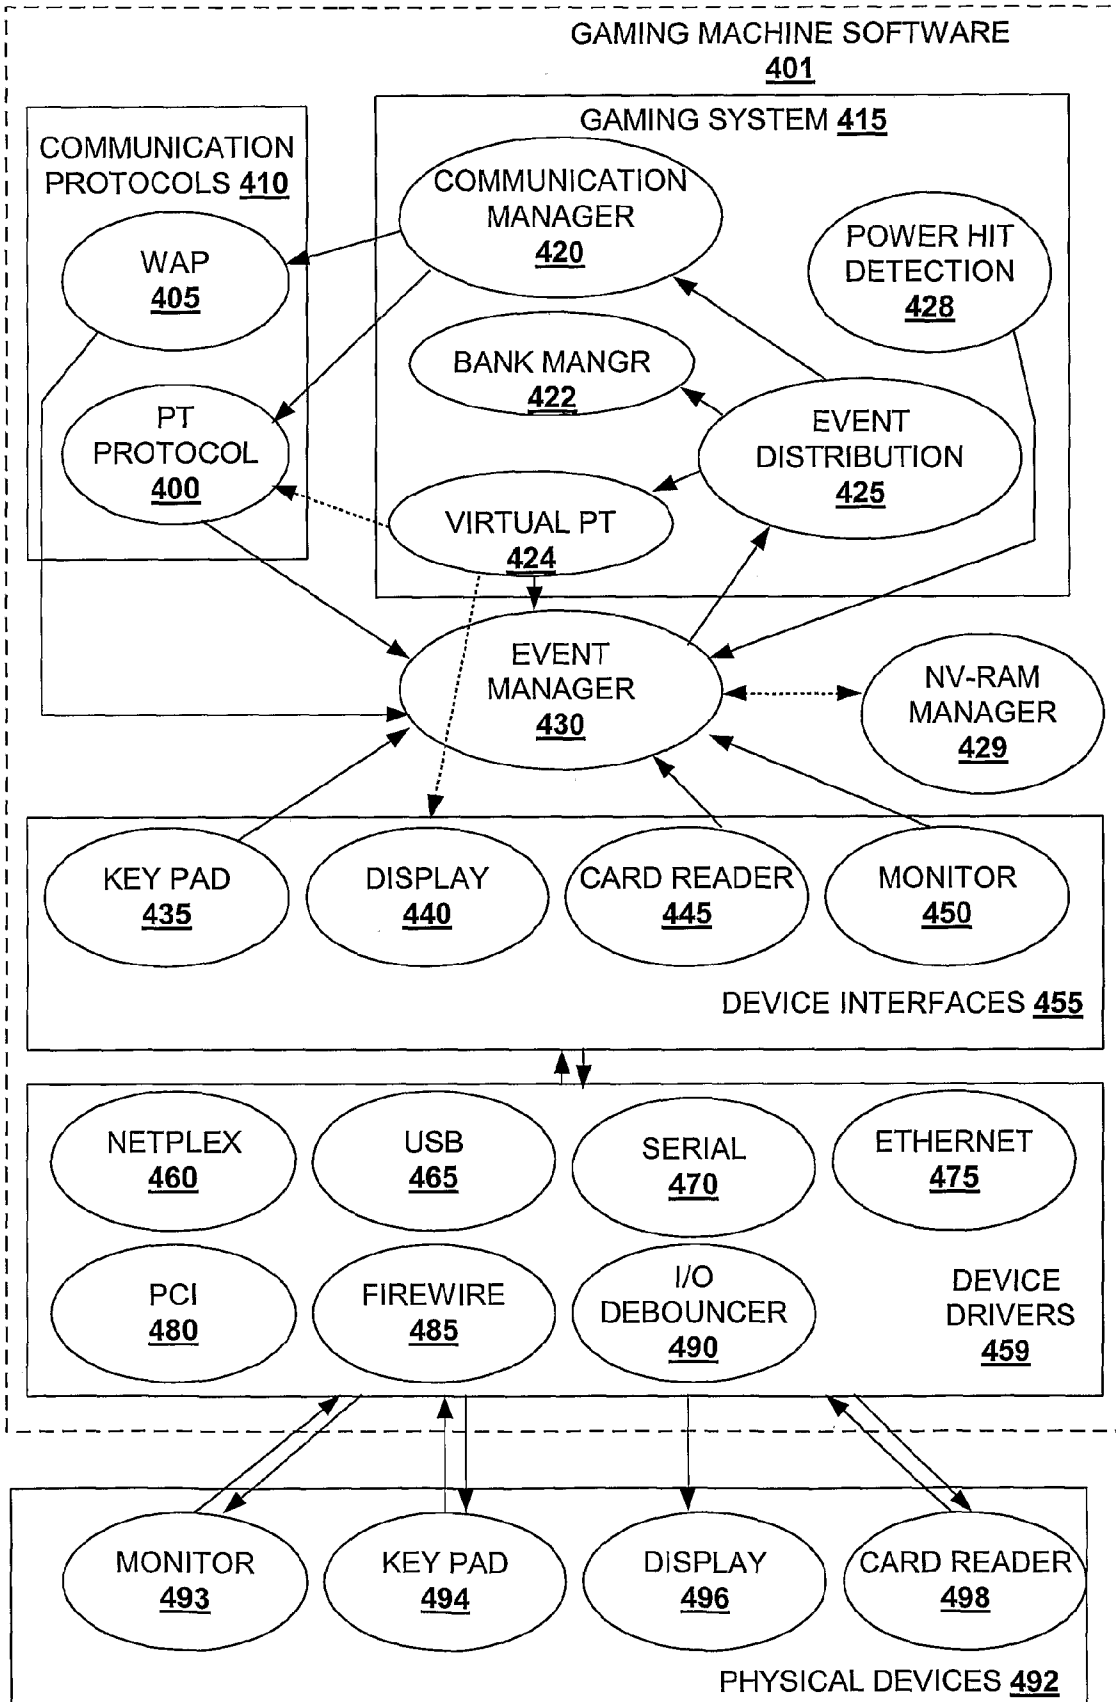 GAMING MACHINE SOFTWARE
401
GAMING SYSTEM 415
COMMUNICATION
PROTOCOLS 410
COMMUNICATION
MANAGER
420
WAP
405
POWER HIT
DETECTION
428
BANK MANGR
422
PT
PROTOCOL
400
EVENT
DISTRIBUTION
425
VIRTUAL PT
424
EVENT
MANAGER
430
NV-RAM
MANAGER
429
KEY PAD
435
DISPLAY
440
CARD READER
445
MONITOR
450
DEVICE INTERFACES 455
NETPLEX
460
USB
465
SERIAL
470
ETHERNET
475
PCI
480
FIREWIRE
485
I/O
DEBOUNCER
490
DEVICE
DRIVERS
459
MONITOR
493
KEY PAD
494
DISPLAY
496
CARD READER
498
PHYSICAL DEVICES 492